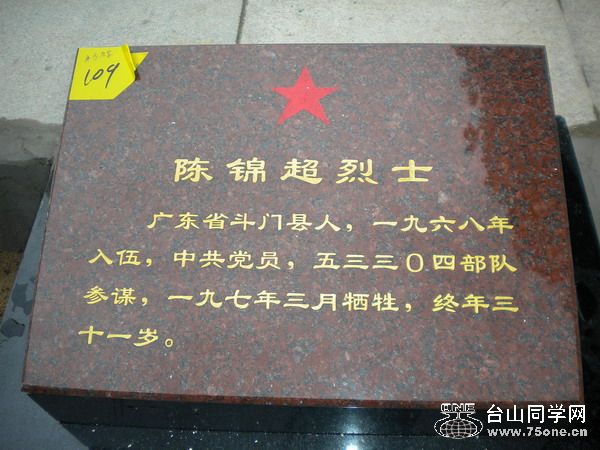 109
陈锦超烈士
广东省斗门县人，一九六八年
入伍，中共党员，五三三0四部队
参谋，一九七年三月牺牲，终年三
十一岁。
台山同学网
www.75one.cn